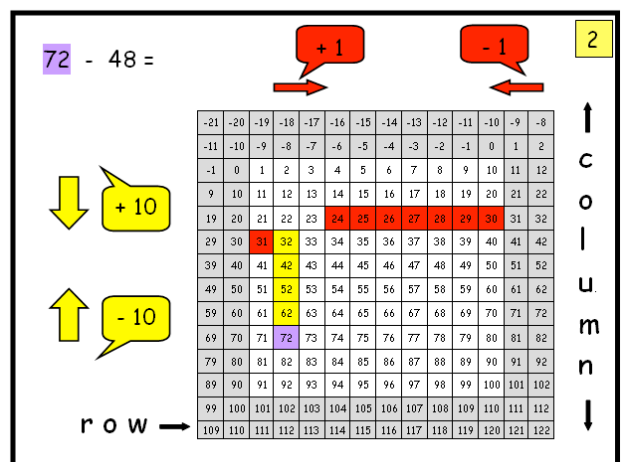 72 - 48 =
+ 1
- 1
2
-21 -20 -19 -18 -17 -16 -15 -14 -13 -12 -11 -10 -9 -8
-11 -10 -9 -8 -7 -6 -5 -4 -3 -2 -1 0 1 2
-1 0 1 2 3 4 5 6 7 8 9 10 11 12
9 10 11 12 13 14 15 16 17 18 19 20 21 22
19 20 21 22 23 24 25 26 27 28 29 30 31 32
29 30 31 32 33 34 35 36 37 38 39 40 41 42
39 40 41 42 43 44 45 46 47 48 49 50 51 52
49 50 51 52 53 54 55 56 57 58 59 60 61 62
59 60 61 62 63 64 65 66 67 68 69 70 71 72
69 70 71 72 73 74 75 76 77 78 79 80 81 82
79 80 81 82 83 84 85 86 87 88 89 90 91 92
89 90 91 92 93 94 95 96 97 98 99 100 101 102
99 100 101 102 103 104 105 106 107 108 109 110 111 112
109 110 111 112 113 114 115 116 117 118 119 120 121 122
+ 10
- 10
row
column